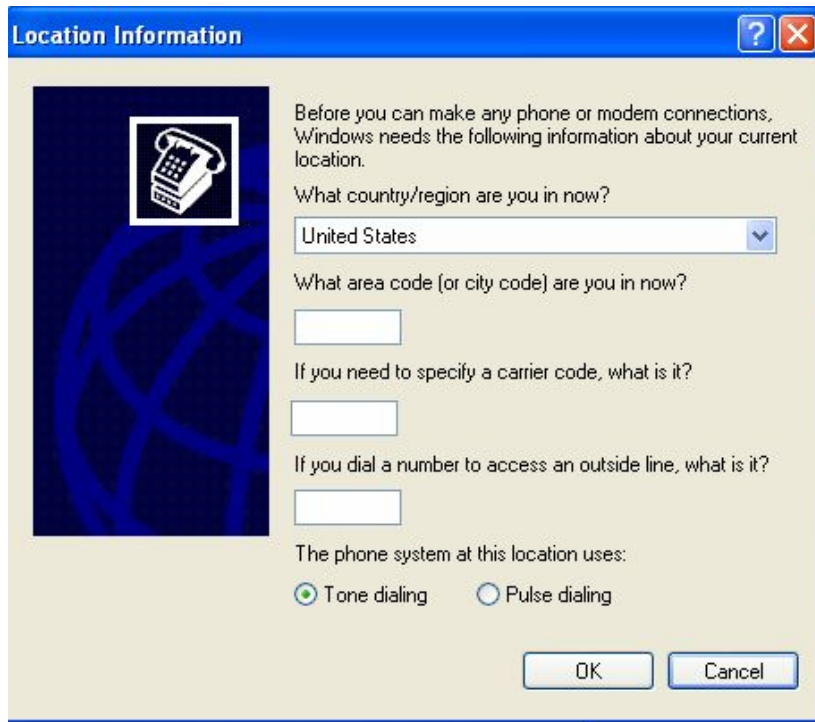 Location Information
Before you can make any phone or modem connections,
Windows needs the following information about your current
location.
What country/region are you in now?
United States
What area code (or city code) are you in now?
If you need to specify a carrier code, what is it?
If you dial a number to access an outside line, what is it?
The phone system at this location uses:
Tone dialing Pulse dialing
OK Cancel